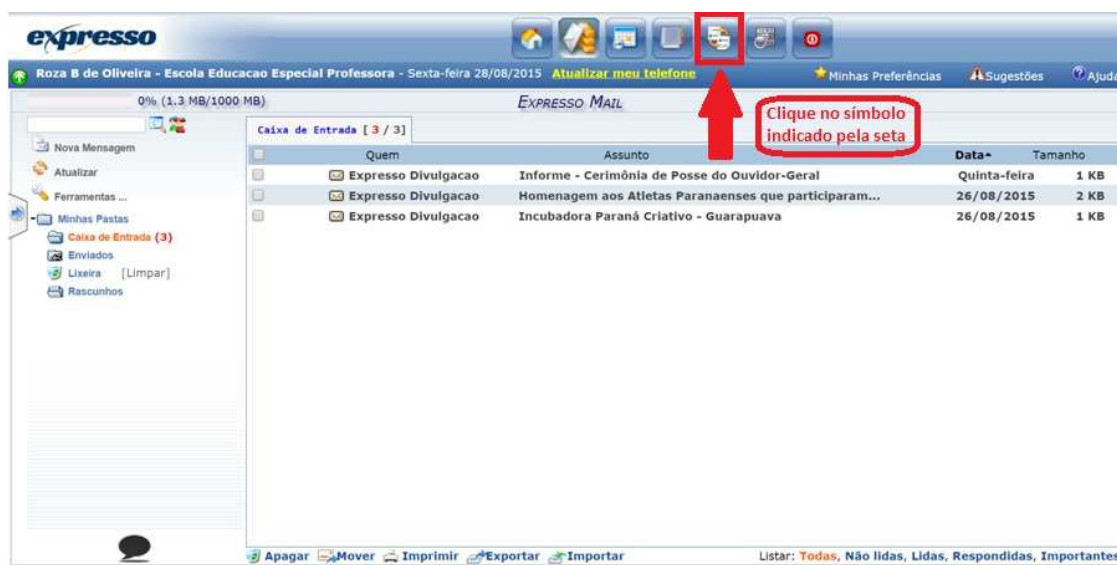 expresso
Roza B de Oliveira - Escola Educacao Especial Professora - Sexta-feira 28/08/2015 Atualizar meu telefone Minhas Preferências Sugestões Ajuda
0% (1.3 MB/1000 MB) EXPRESSO MAIL
Clique no símbolo
indicado pela seta
Caixa de Entrada [ 3 / 3]
Nova Mensagem
Atualizar
Ferramentas ...
Minhas Pastas
Caixa de Entrada (3)
Enviados
Lixeira [Limpar]
Rascunhos
Quem Assunto Data Tamanho
Expresso Divulgacao Informe - Cerimônia de Posse do Ouvidor-Geral Quinta-feira 1 KB
Expresso Divulgacao Homenagem aos Atletas Paranaenses que participaram... 26/08/2015 2 KB
Expresso Divulgacao Incubadora Paraná Criativo - Guarapuava 26/08/2015 1 KB
Apagar Mover Imprimir Exportar Importar Listar: Todas, Não lidas, Lidas, Respondidas, Importantes